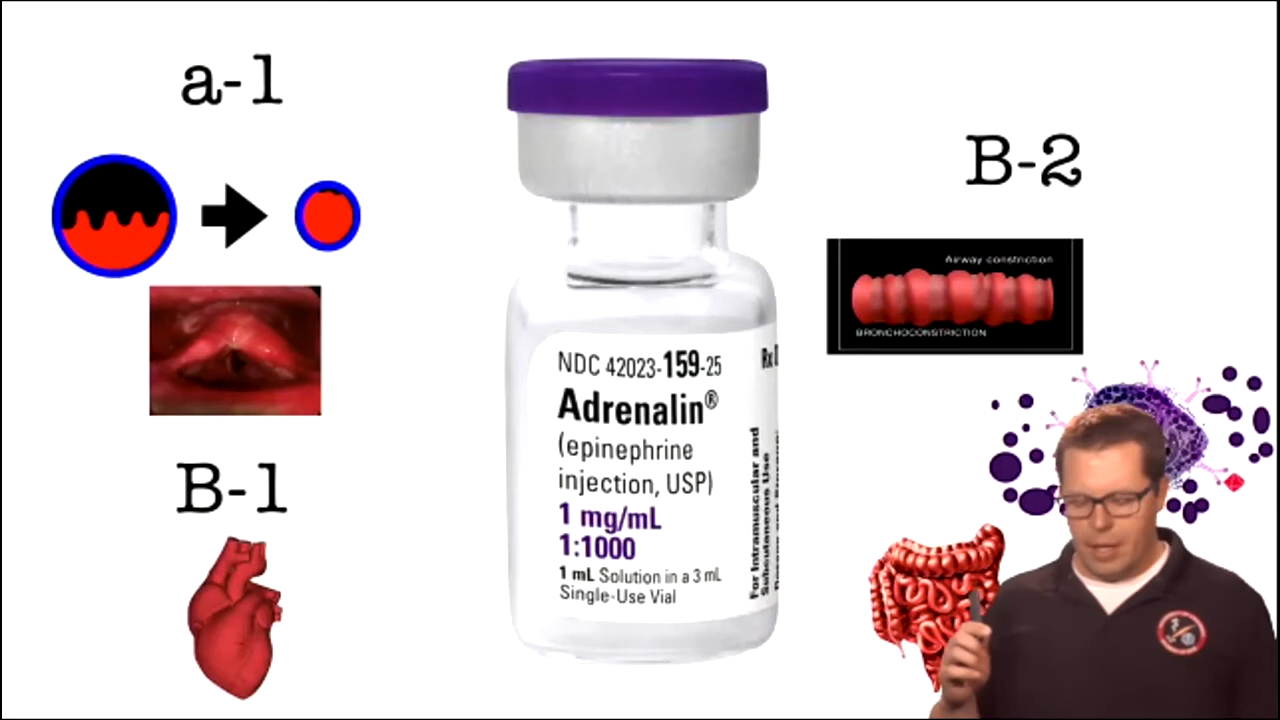 a-1
B-1
NDC 42023-159-25
Adrenalin®
(epinephrine
injection, USP)
1 mg/mL
1:1000
1 mL Solution in a 3 mL
Single-Use Vial
Rx
For Intramuscular and
Subcutaneous Use
B-2
Airway constriction
BRONCHOCONSTRICTION